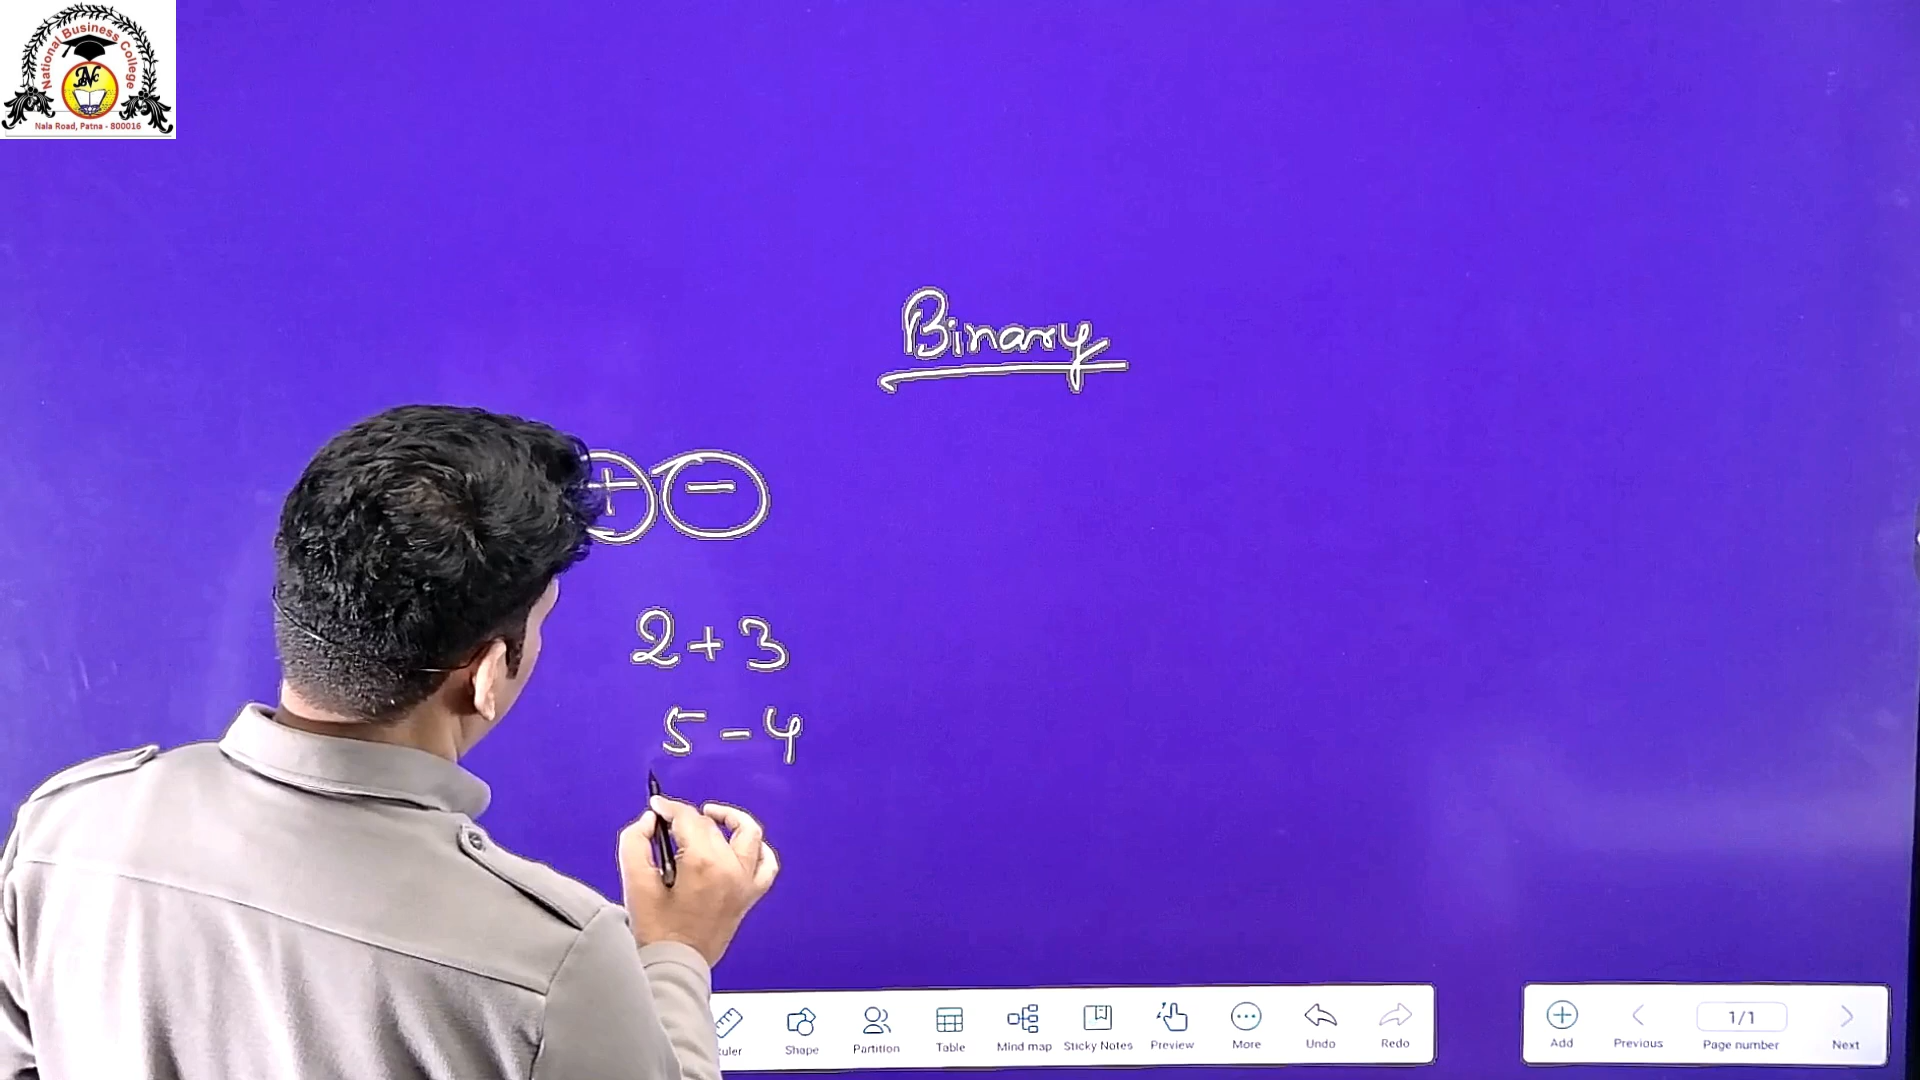 National Business College
Nala Road, Patna - 800016
Binary
+ -
2 + 3
5 - 4
Shape
Partition
Table
Mind map
Sticky Notes
Preview
More
Undo
Redo
Add
Previous
1/1
Page number
Next